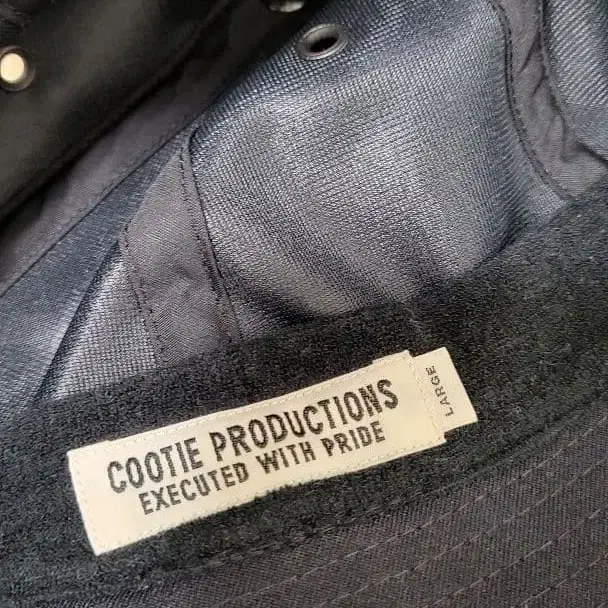 COOTIE PRODUCTIONS
EXECUTED WITH PRIDE
LARGE